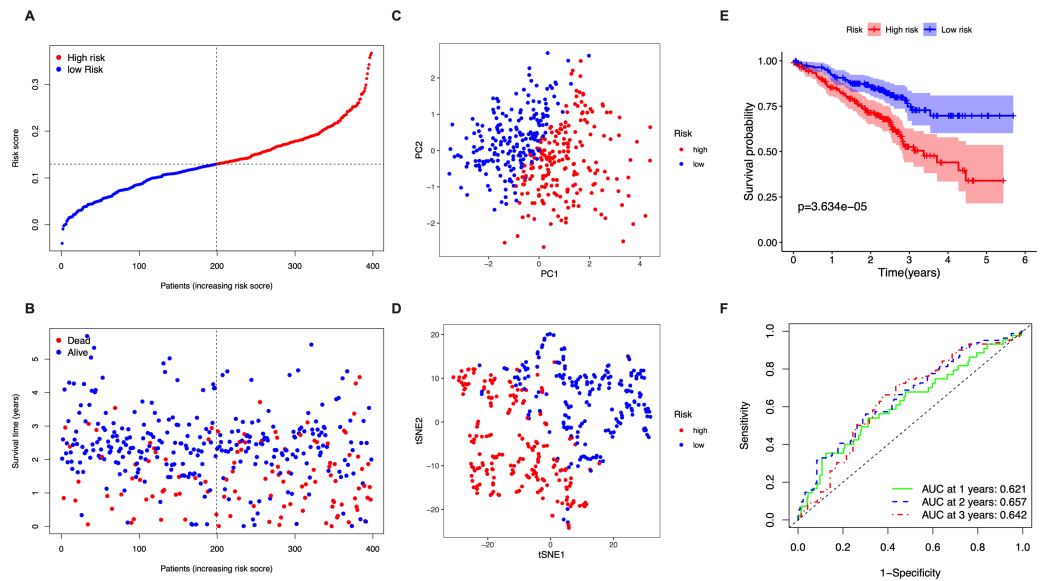 A
High risk
low Risk
Risk score
0.3
0.2
0.1
0.0
0 100 200 300 400
Patients (increasing risk socre)
B
Dead
Alive
Survival time (years)
5
4
3
2
1
0
0 100 200 300 400
Patients (increasing risk socre)
C
PC2
2
1
0
−1
−2
−2 0 2 4
PC1
Risk
high
low
D
tSNE2
20
10
0
−10
−20
−20 0 20
tSNE1
Risk
high
low
E
Risk High risk Low risk
Survival probability
1.00
0.75
0.50
0.25
0.00
p=3.634e−05
0 1 2 3 4 5 6
Time(years)
F
Sensitivity
1.0
0.8
0.6
0.4
0.2
0.0
AUC at 1 years: 0.621
AUC at 2 years: 0.657
AUC at 3 years: 0.642
0.0 0.2 0.4 0.6 0.8 1.0
1−Specificity